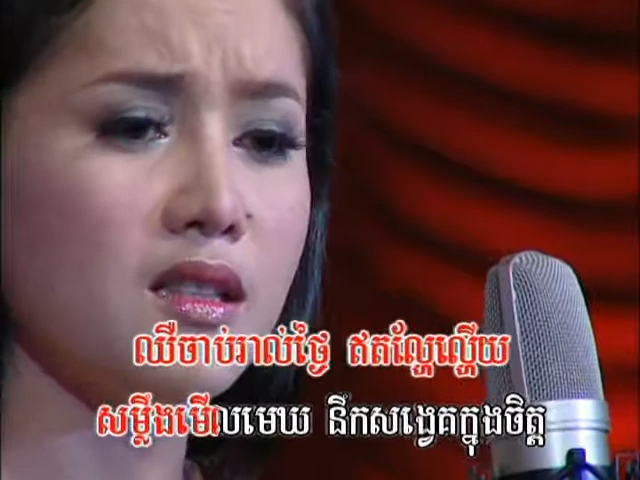 ឈឺចាប់រាល់ថ្ងៃ ឥតល្ហែល្ហើយ
សម្លឹងមើលមេឃ នឹកសង្វេគក្នុងចិត្ត